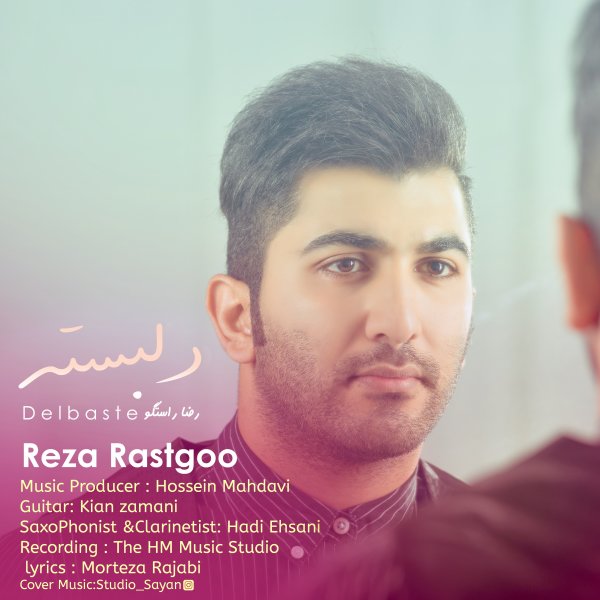 دلبسته
Delbaste رضا راستگو
Reza Rastgoo
Music Producer : Hossein Mahdavi
Guitar: Kian zamani
SaxoPhonist &Clarinetist: Hadi Ehsani
Recording : The HM Music Studio
lyrics : Morteza Rajabi
Cover Music:Studio_Sayan